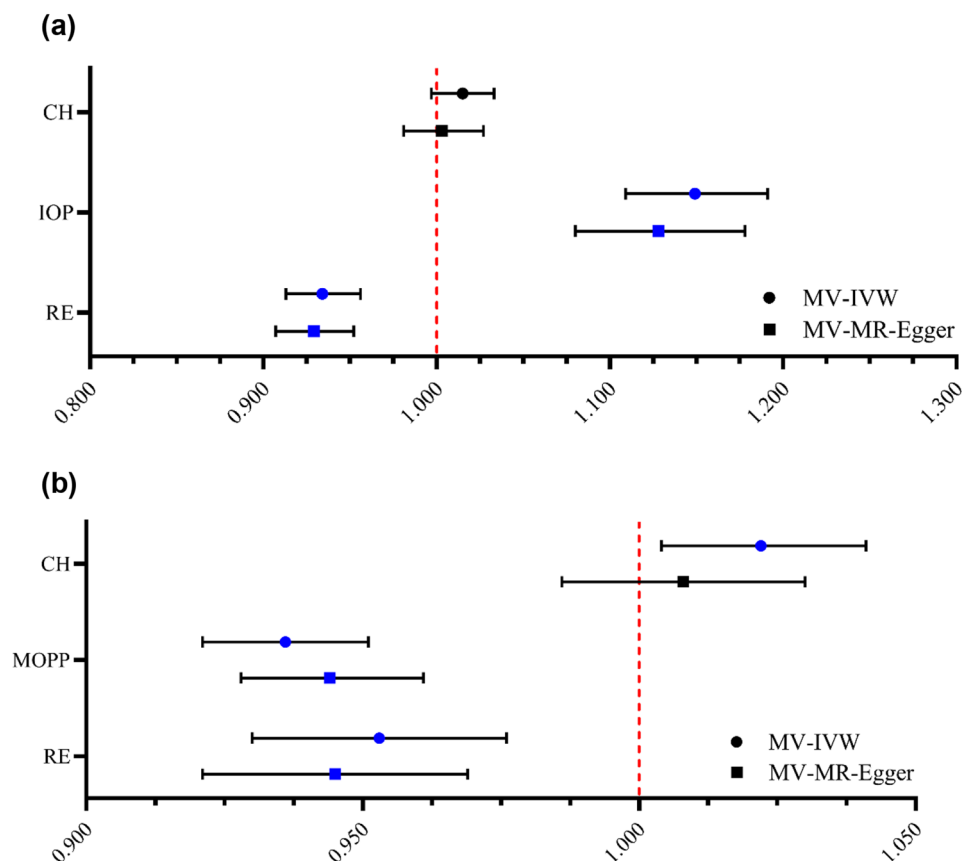 (a)
CH
IOP
RE
MV-IVW
MV-MR-Egger
0.800
0.900
1.000
1.100
1.200
1.300
(b)
CH
MOPP
RE
MV-IVW
MV-MR-Egger
0.900
0.950
1.000
1.050